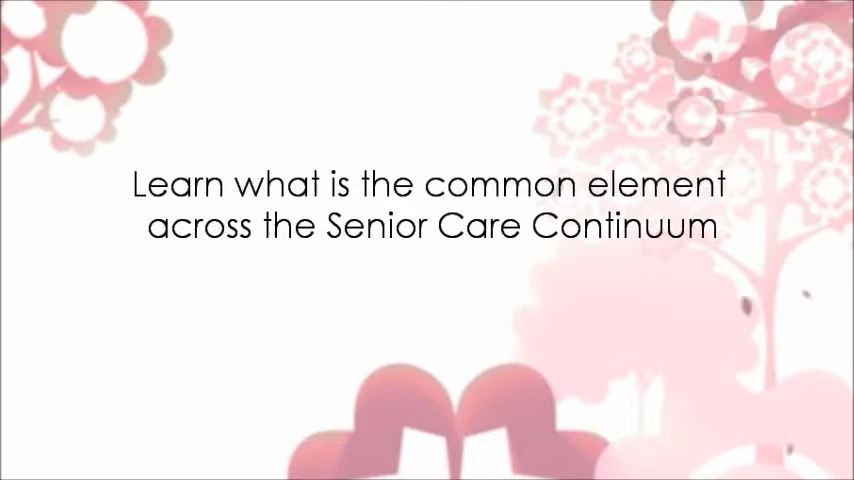 Learn what is the common element
across the Senior Care Continuum